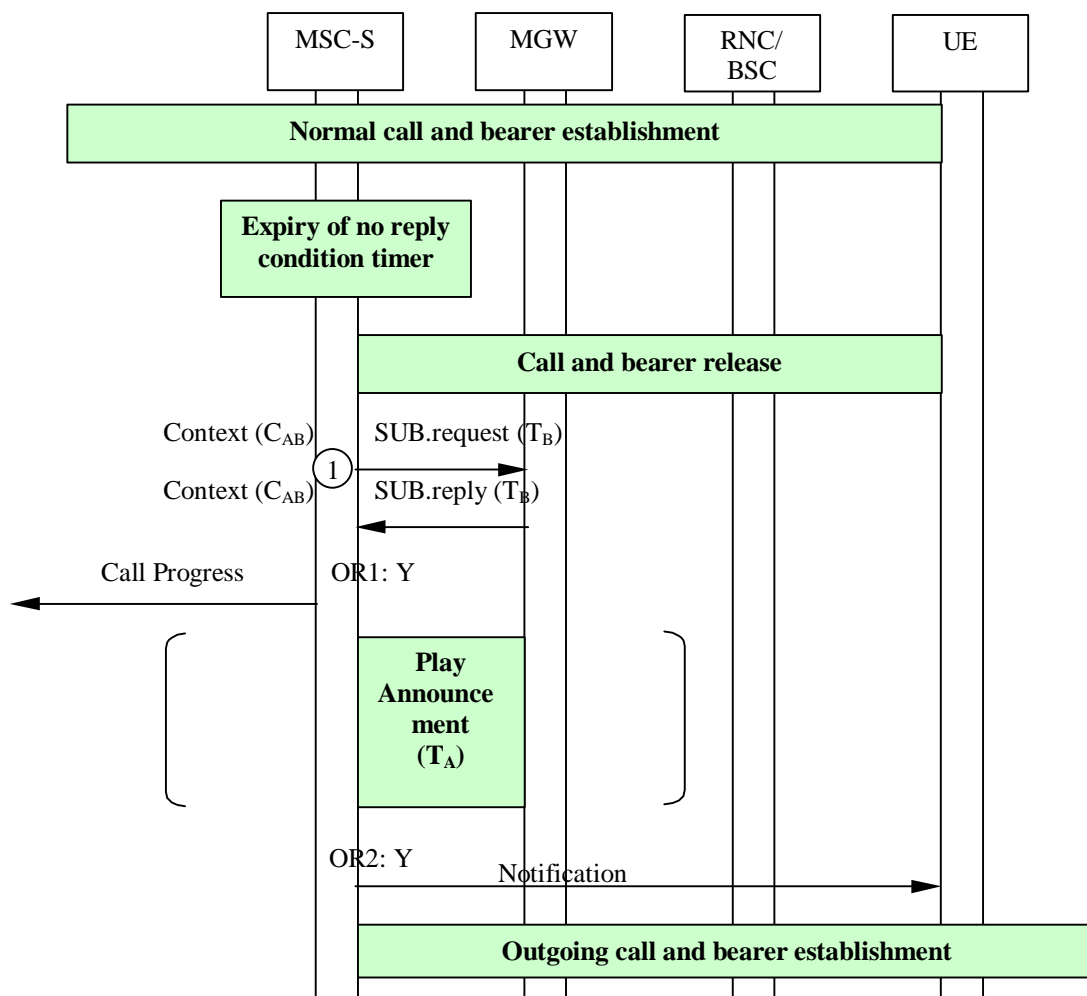 MSC-S
MGW
RNC/
BSC
UE
Normal call and bearer establishment
Expiry of no reply
condition timer
Call and bearer release
Context (CAB) SUB.request (TB)
1
Context (CAB) SUB.reply (TB)
Call Progress OR1: Y
Play
Announce
ment
(TA)
OR2: Y
Notification
Outgoing call and bearer establishment